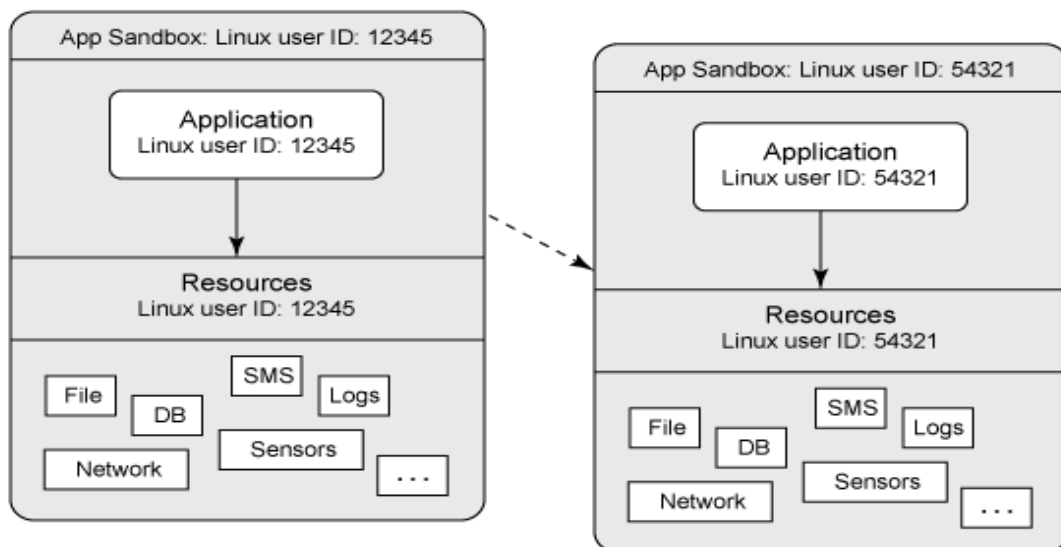 App Sandbox: Linux user ID: 12345
Application
Linux user ID: 12345
Resources
Linux user ID: 12345
File
DB
SMS
Logs
Network
Sensors
...
App Sandbox: Linux user ID: 54321
Application
Linux user ID: 54321
Resources
Linux user ID: 54321
File
DB
SMS
Logs
Network
Sensors
...